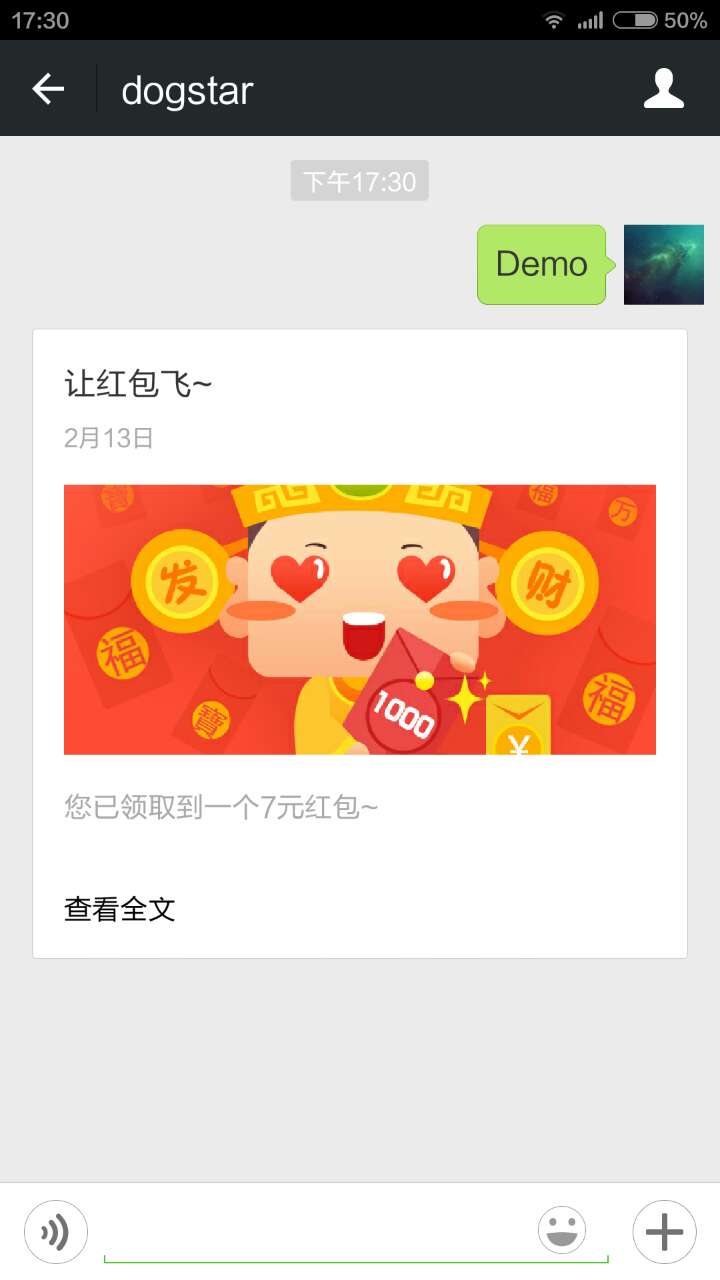 17:30
50%
dogstar
下午17:30
Demo
让红包飞~
2月13日
寶
福
万
发
财
福
福
寶
1000
¥
您已领取到一个7元红包~
查看全文